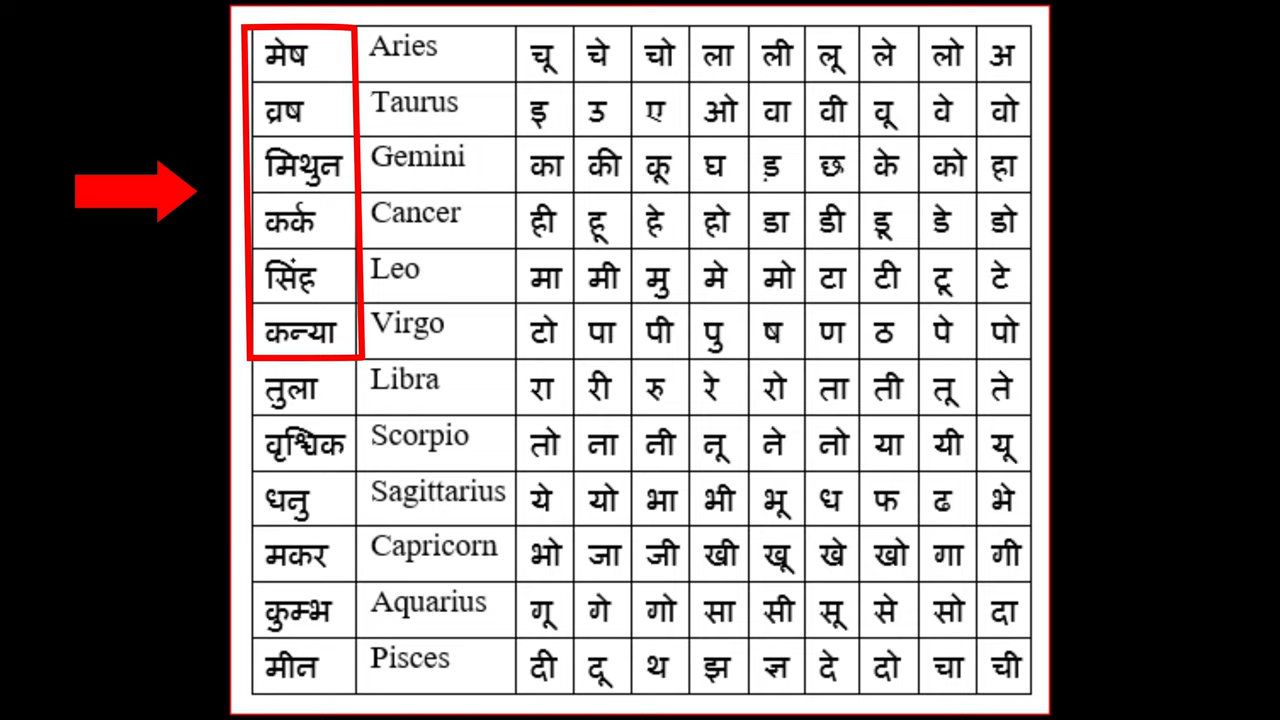 मेष Aries चू चे चो ला ली लू ले लो अ
व्रष Taurus इ उ ए ओ वा वी वू वे वो
मिथुन Gemini का की कू घ ड़ छ के को हा
कर्क Cancer ही हू हे हो डा डी डू डे डो
सिंह Leo मा मी मु मे मो टा टी टू टे
कन्या Virgo टो पा पी पु ष ण ठ पे पो
तुला Libra रा री रु रे रो ता ती तू ते
वृश्चिक Scorpio तो ना नी नू ने नो या यी यू
धनु Sagittarius ये यो भा भी भू ध फ ढ भे
मकर Capricorn भो जा जी खी खू खे खो गा गी
कुम्भ Aquarius गू गे गो सा सी सू से सो दा
मीन Pisces दी दू थ झ ज्ञ दे दो चा ची